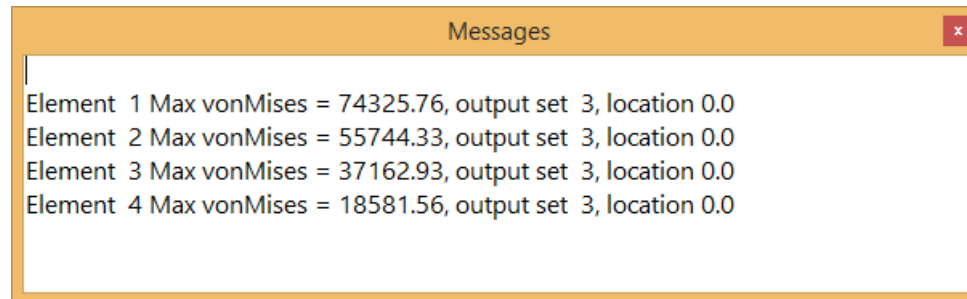 Messages
x
Element  1 Max vonMises = 74325.76, output set  3, location 0.0
Element  2 Max vonMises = 55744.33, output set  3, location 0.0
Element  3 Max vonMises = 37162.93, output set  3, location 0.0
Element  4 Max vonMises = 18581.56, output set  3, location 0.0